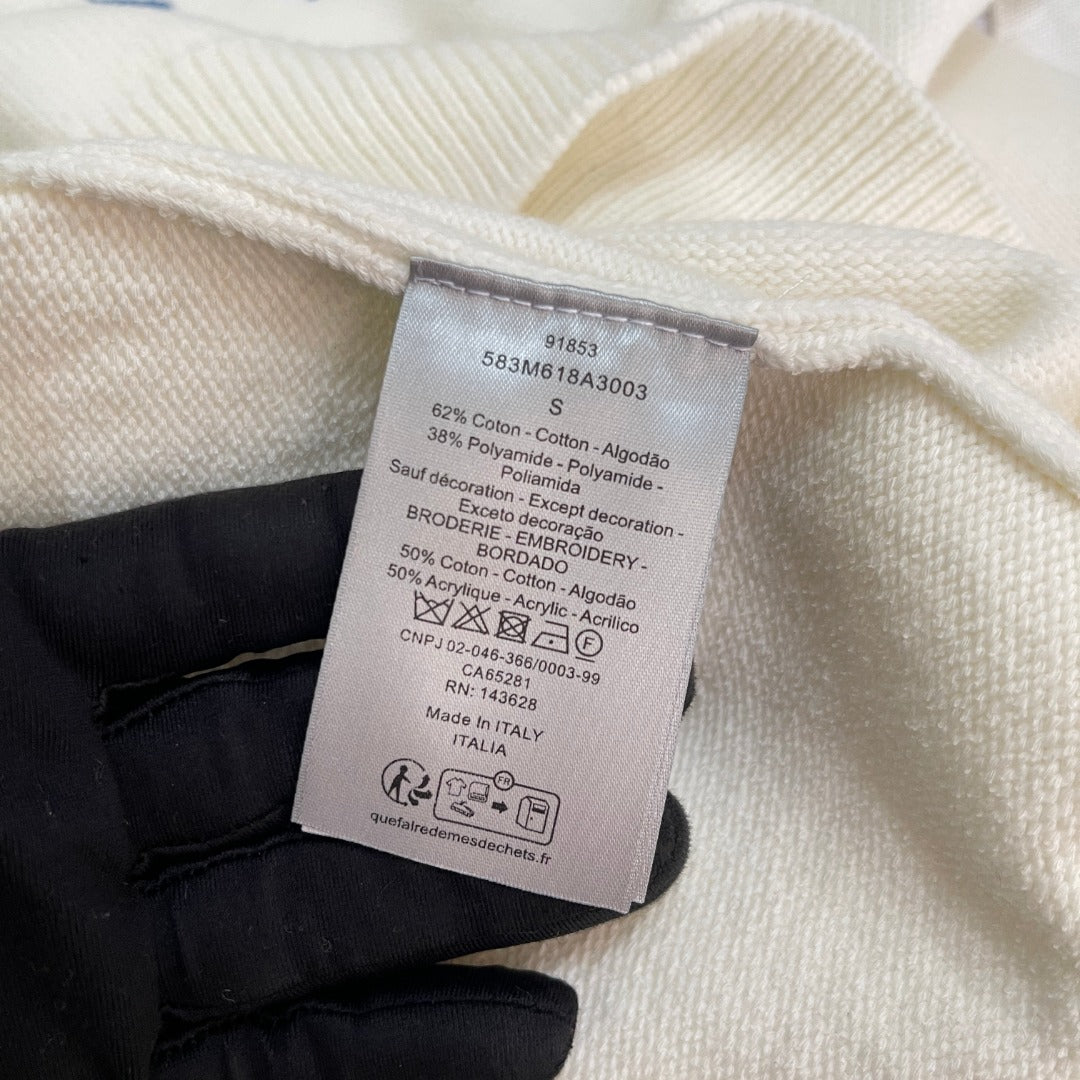 91853
583M618A3003
S
62% Coton - Cotton - Algodão
38% Polyamide - Polyamide -
Poliamida
Sauf décoration - Except decoration -
Exceto decoração
BRODERIE - EMBROIDERY -
BORDADO
50% Coton - Cotton - Algodão
50% Acrylique - Acrylic - Acrilico
F
CNPJ 02-046-366/0003-99
CA65281
RN: 143628
Made In ITALY
ITALIA
FR
quefalredemesdechets.fr